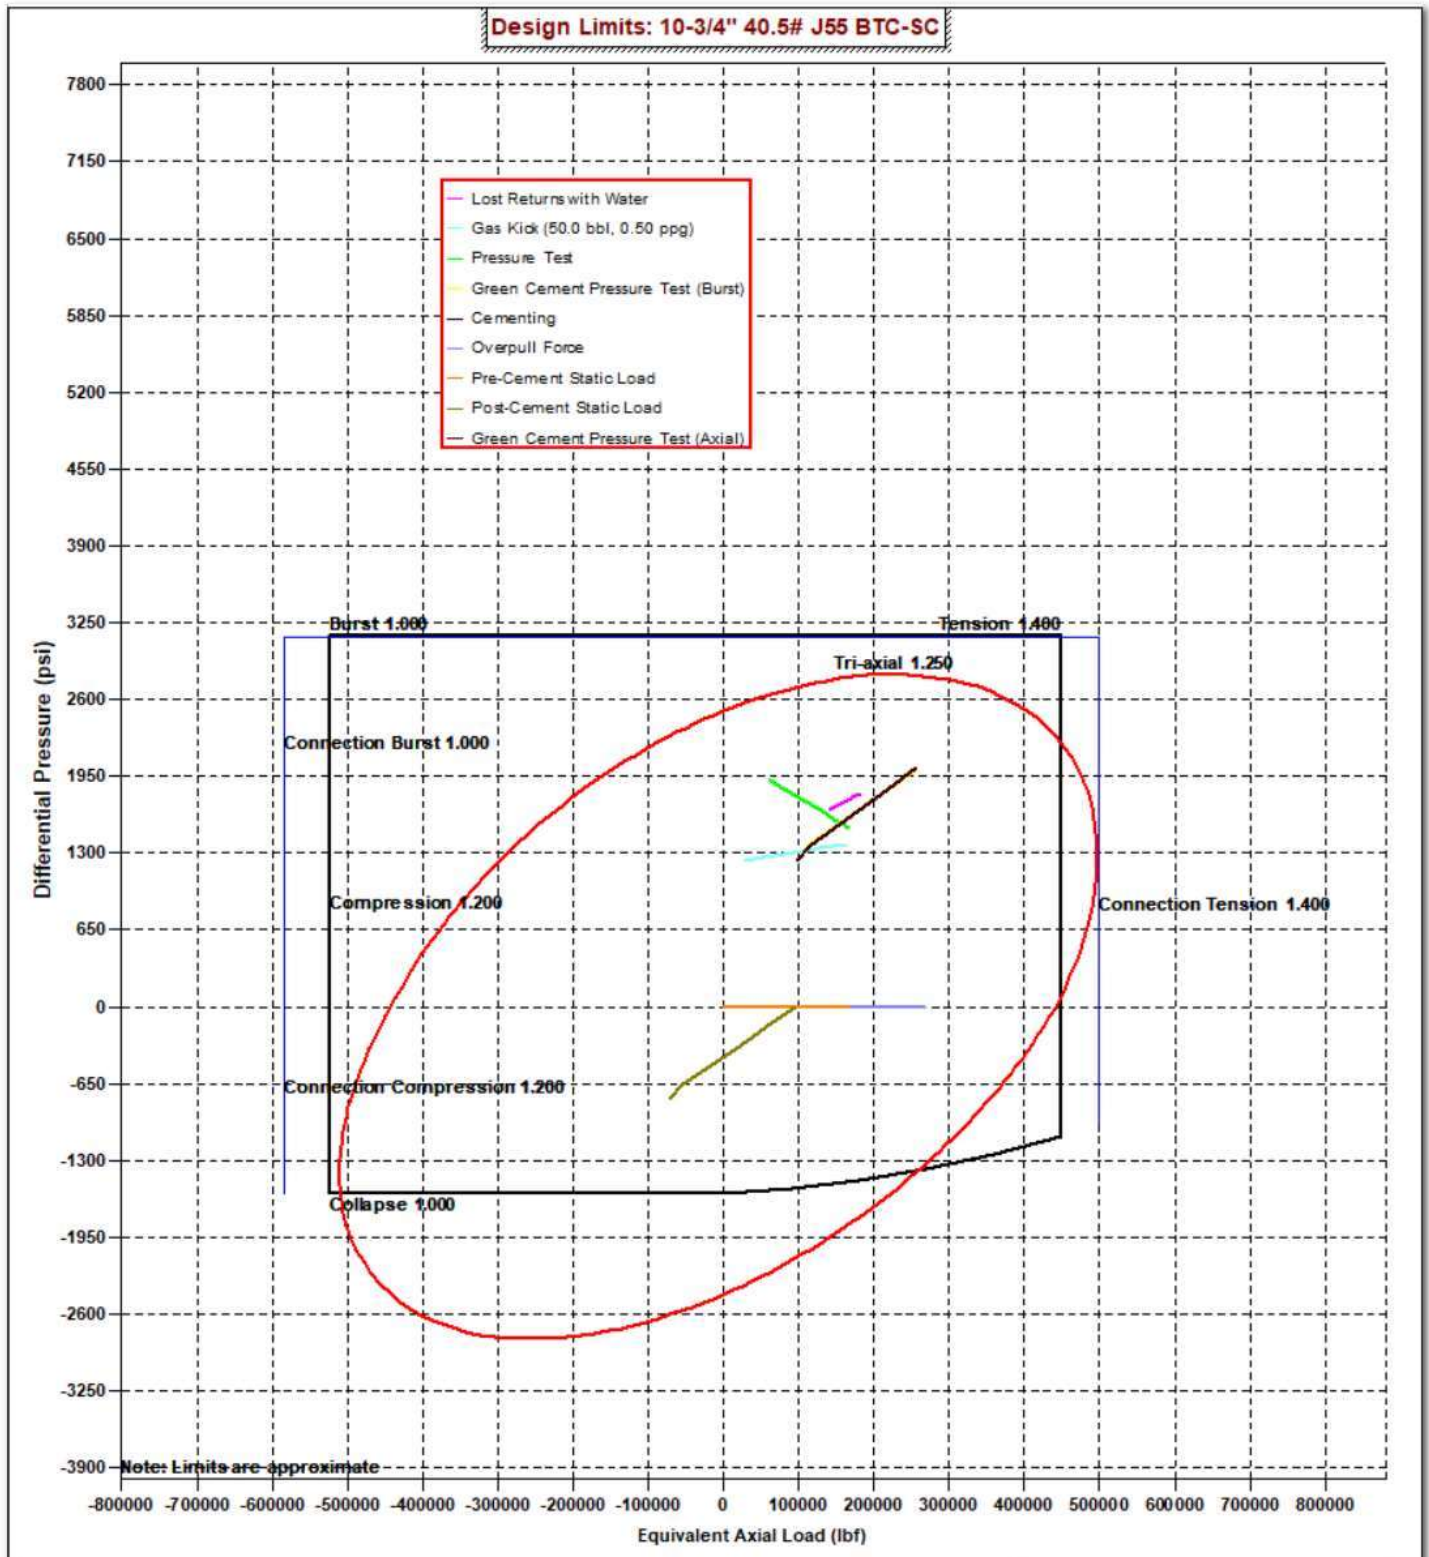 Design Limits: 10-3/4" 40.5# J55 BTC-SC
7800
7150
6500
5850
5200
4550
3900
3250
2600
1950
1300
650
0
-650
-1300
-1950
-2600
-3250
-3900
Differential Pressure (psi)
Lost Returns with Water
Gas Kick (50.0 bbl, 0.50 ppg)
Pressure Test
Green Cement Pressure Test (Burst)
Cementing
Overpull Force
Pre-Cement Static Load
Post-Cement Static Load
Green Cement Pressure Test (Axial)
Burst 1.000
Tension 1.400
Tri-axial 1.250
Connection Burst 1.000
Compression 1.200
Connection Tension 1.400
Connection Compression 1.200
Collapse 1.000
Note: Limits are approximate
-800000 -700000 -600000 -500000 -400000 -300000 -200000 -100000 0 100000 200000 300000 400000 500000 600000 700000 800000
Equivalent Axial Load (lbf)